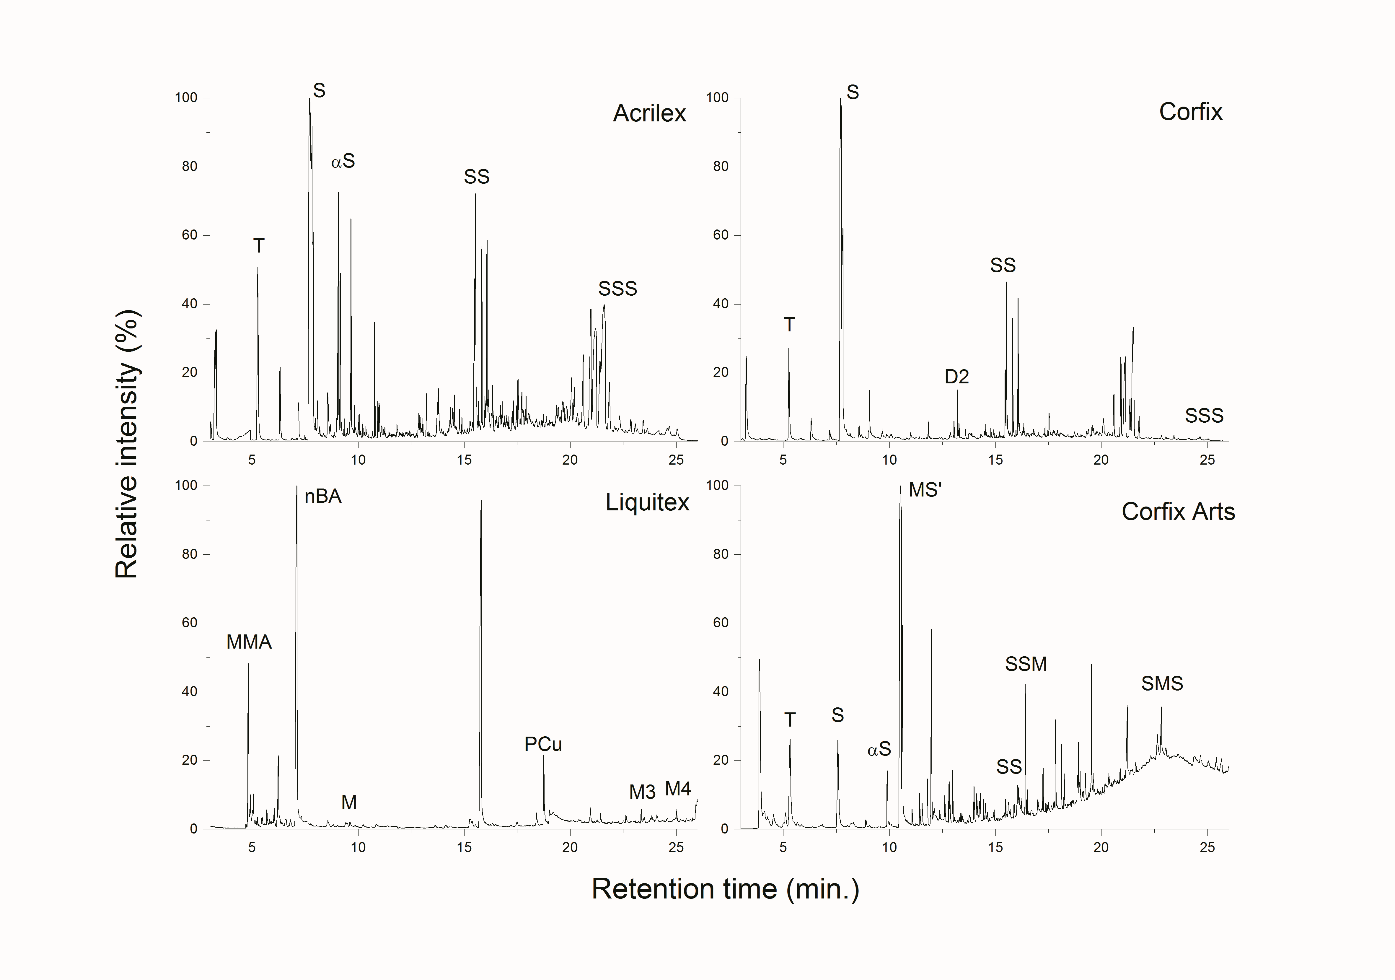 Acrilex
S
αS
T
SS
SSS
100
80
60
40
20
0
5
10
15
20
25
Corfix
S
T
SS
D2
SSS
100
80
60
40
20
0
5
10
15
20
25
Liquitex
nBA
MMA
M
PCu
M3
M4
100
80
60
40
20
0
5
10
15
20
25
Corfix Arts
MS'
T
S
αS
SS
SSM
SMS
100
80
60
40
20
0
5
10
15
20
25
Relative intensity (%)
Retention time (min.)